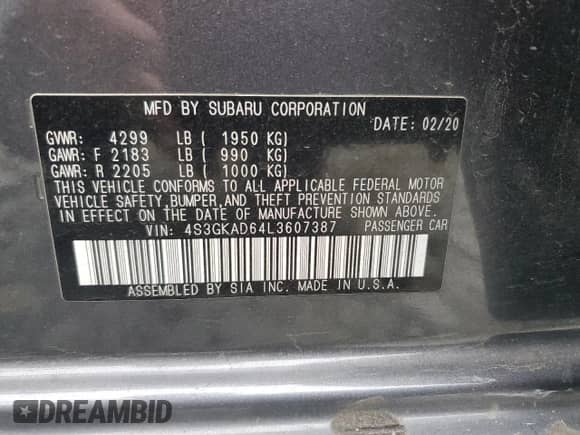 MFD BY SUBARU CORPORATION
DATE: 02/20
GVWR: 4299 LB ( 1950 KG)
GAWR: F 2183 LB ( 990 KG)
GAWR: R 2205 LB ( 1000 KG)
THIS VEHICLE CONFORMS TO ALL APPLICABLE FEDERAL MOTOR
VEHICLE SAFETY, BUMPER, AND THEFT PREVENTION STANDARDS
IN EFFECT ON THE DATE OF MANUFACTURE SHOWN ABOVE.
VIN: 4S3GKAD64L3607387 PASSENGER CAR
ASSEMBLED BY SIA INC. MADE IN U.S.A.
DREAMBID